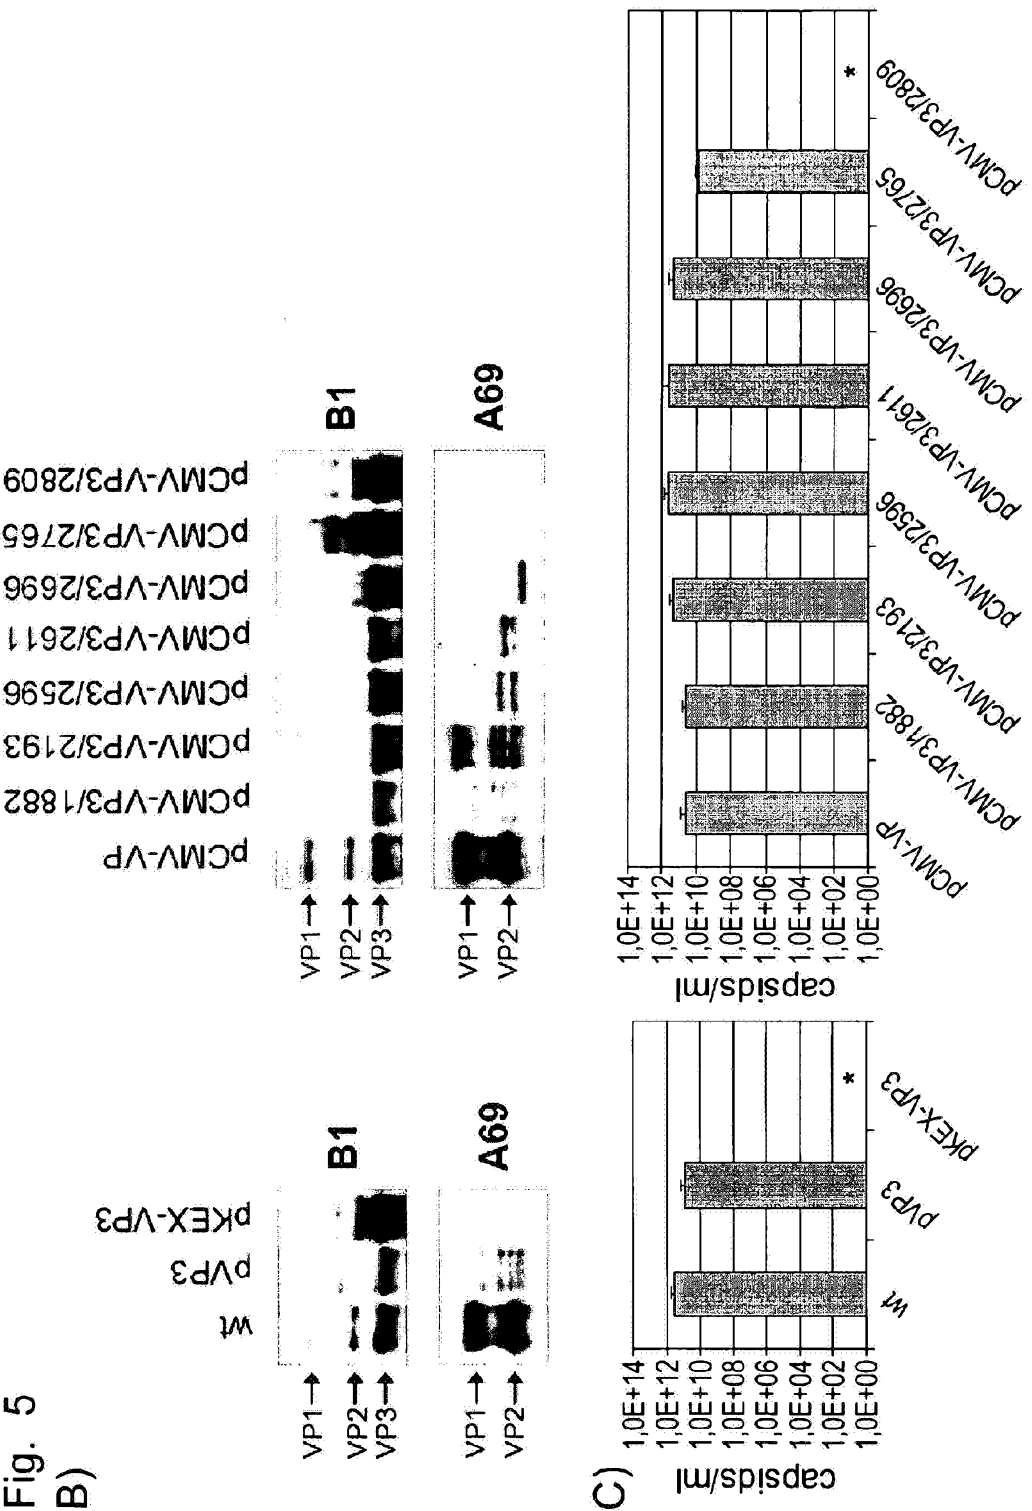 Fig. 5
B)
wt
pVP3
pKEX-VP3
VP1→
VP2→
VP3→
B1
VP1→
VP2→
A69
pCMV-VP
pCMV-VP3/1882
pCMV-VP3/2193
pCMV-VP3/2596
pCMV-VP3/2611
pCMV-VP3/2696
pCMV-VP3/2765
pCMV-VP3/2809
VP1→
VP2→
VP3→
B1
VP1→
VP2→
A69
C)
capsids/ml
1,0E+14
1,0E+12
1,0E+10
1,0E+08
1,0E+06
1,0E+04
1,0E+02
1,0E+00
*
wt
pVP3
pKEX-VP3
capsids/ml
1,0E+14
1,0E+12
1,0E+10
1,0E+08
1,0E+06
1,0E+04
1,0E+02
1,0E+00
*
pCMV-VP
pCMV-VP3/1882
pCMV-VP3/2193
pCMV-VP3/2596
pCMV-VP3/2611
pCMV-VP3/2696
pCMV-VP3/2765
pCMV-VP3/2809